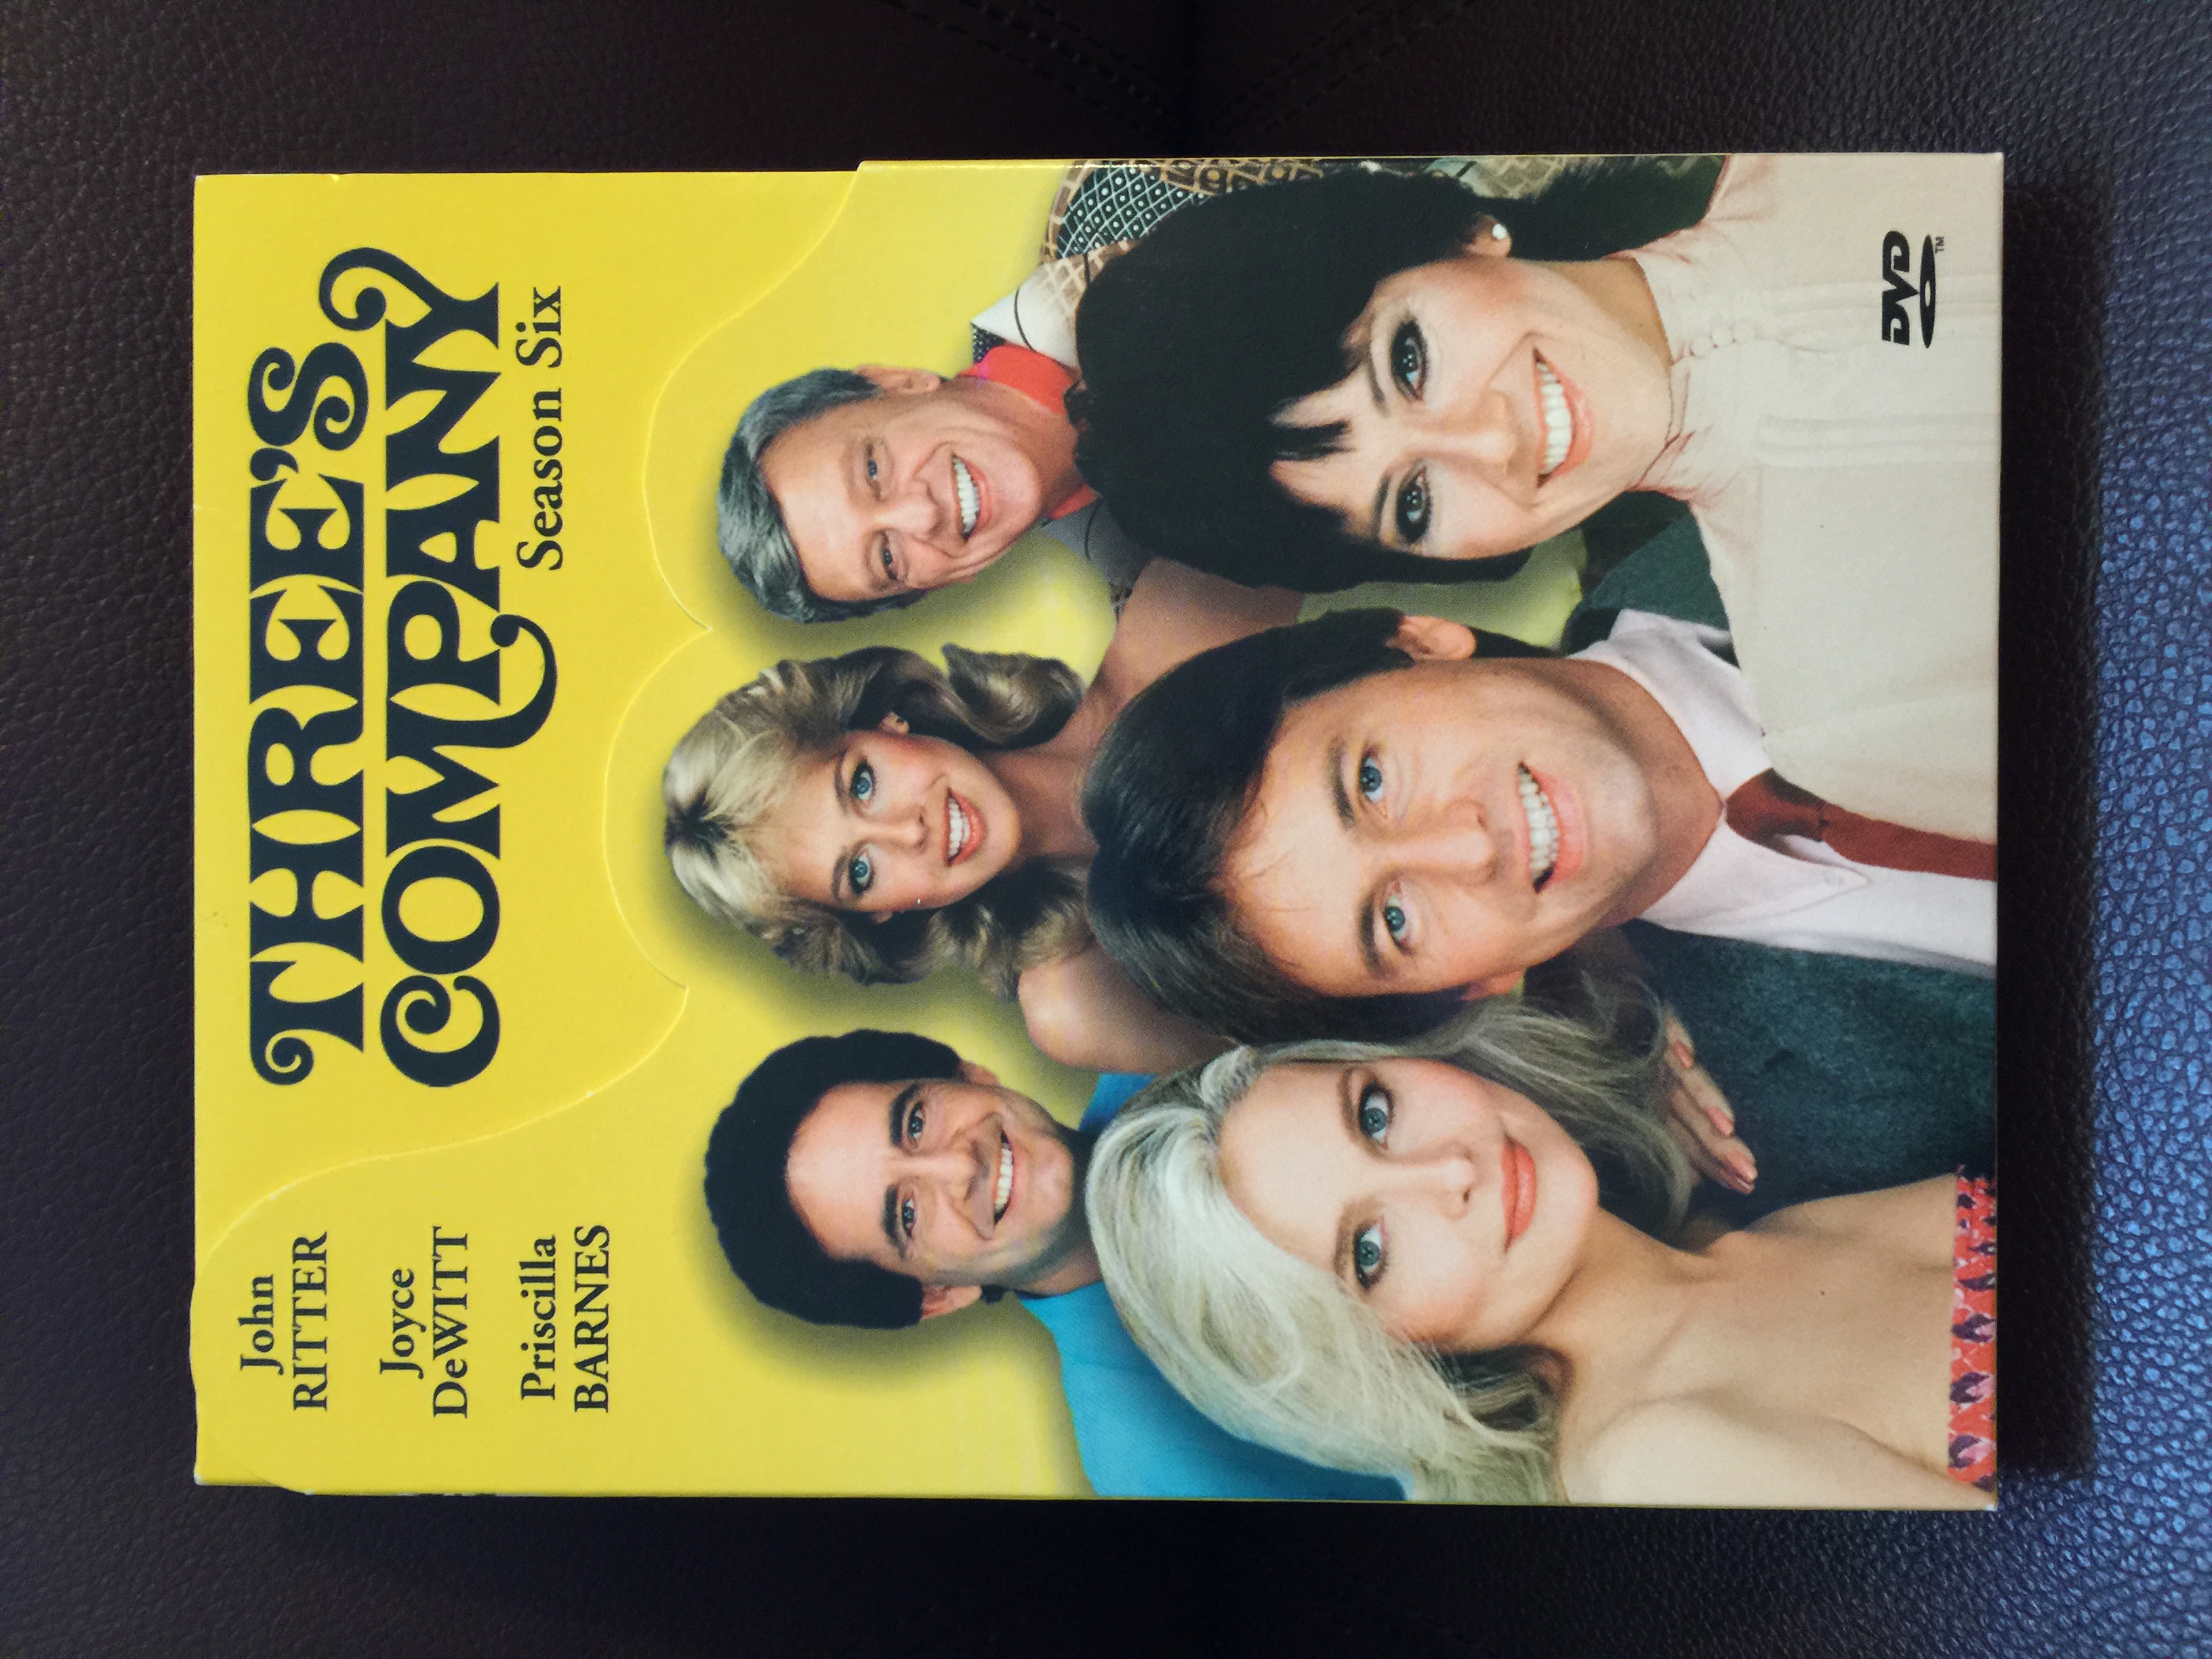 John
RITTER
Joyce
DeWITT
Priscilla
BARNES
THREE'S
COMPANY
Season Six
DVD
TM